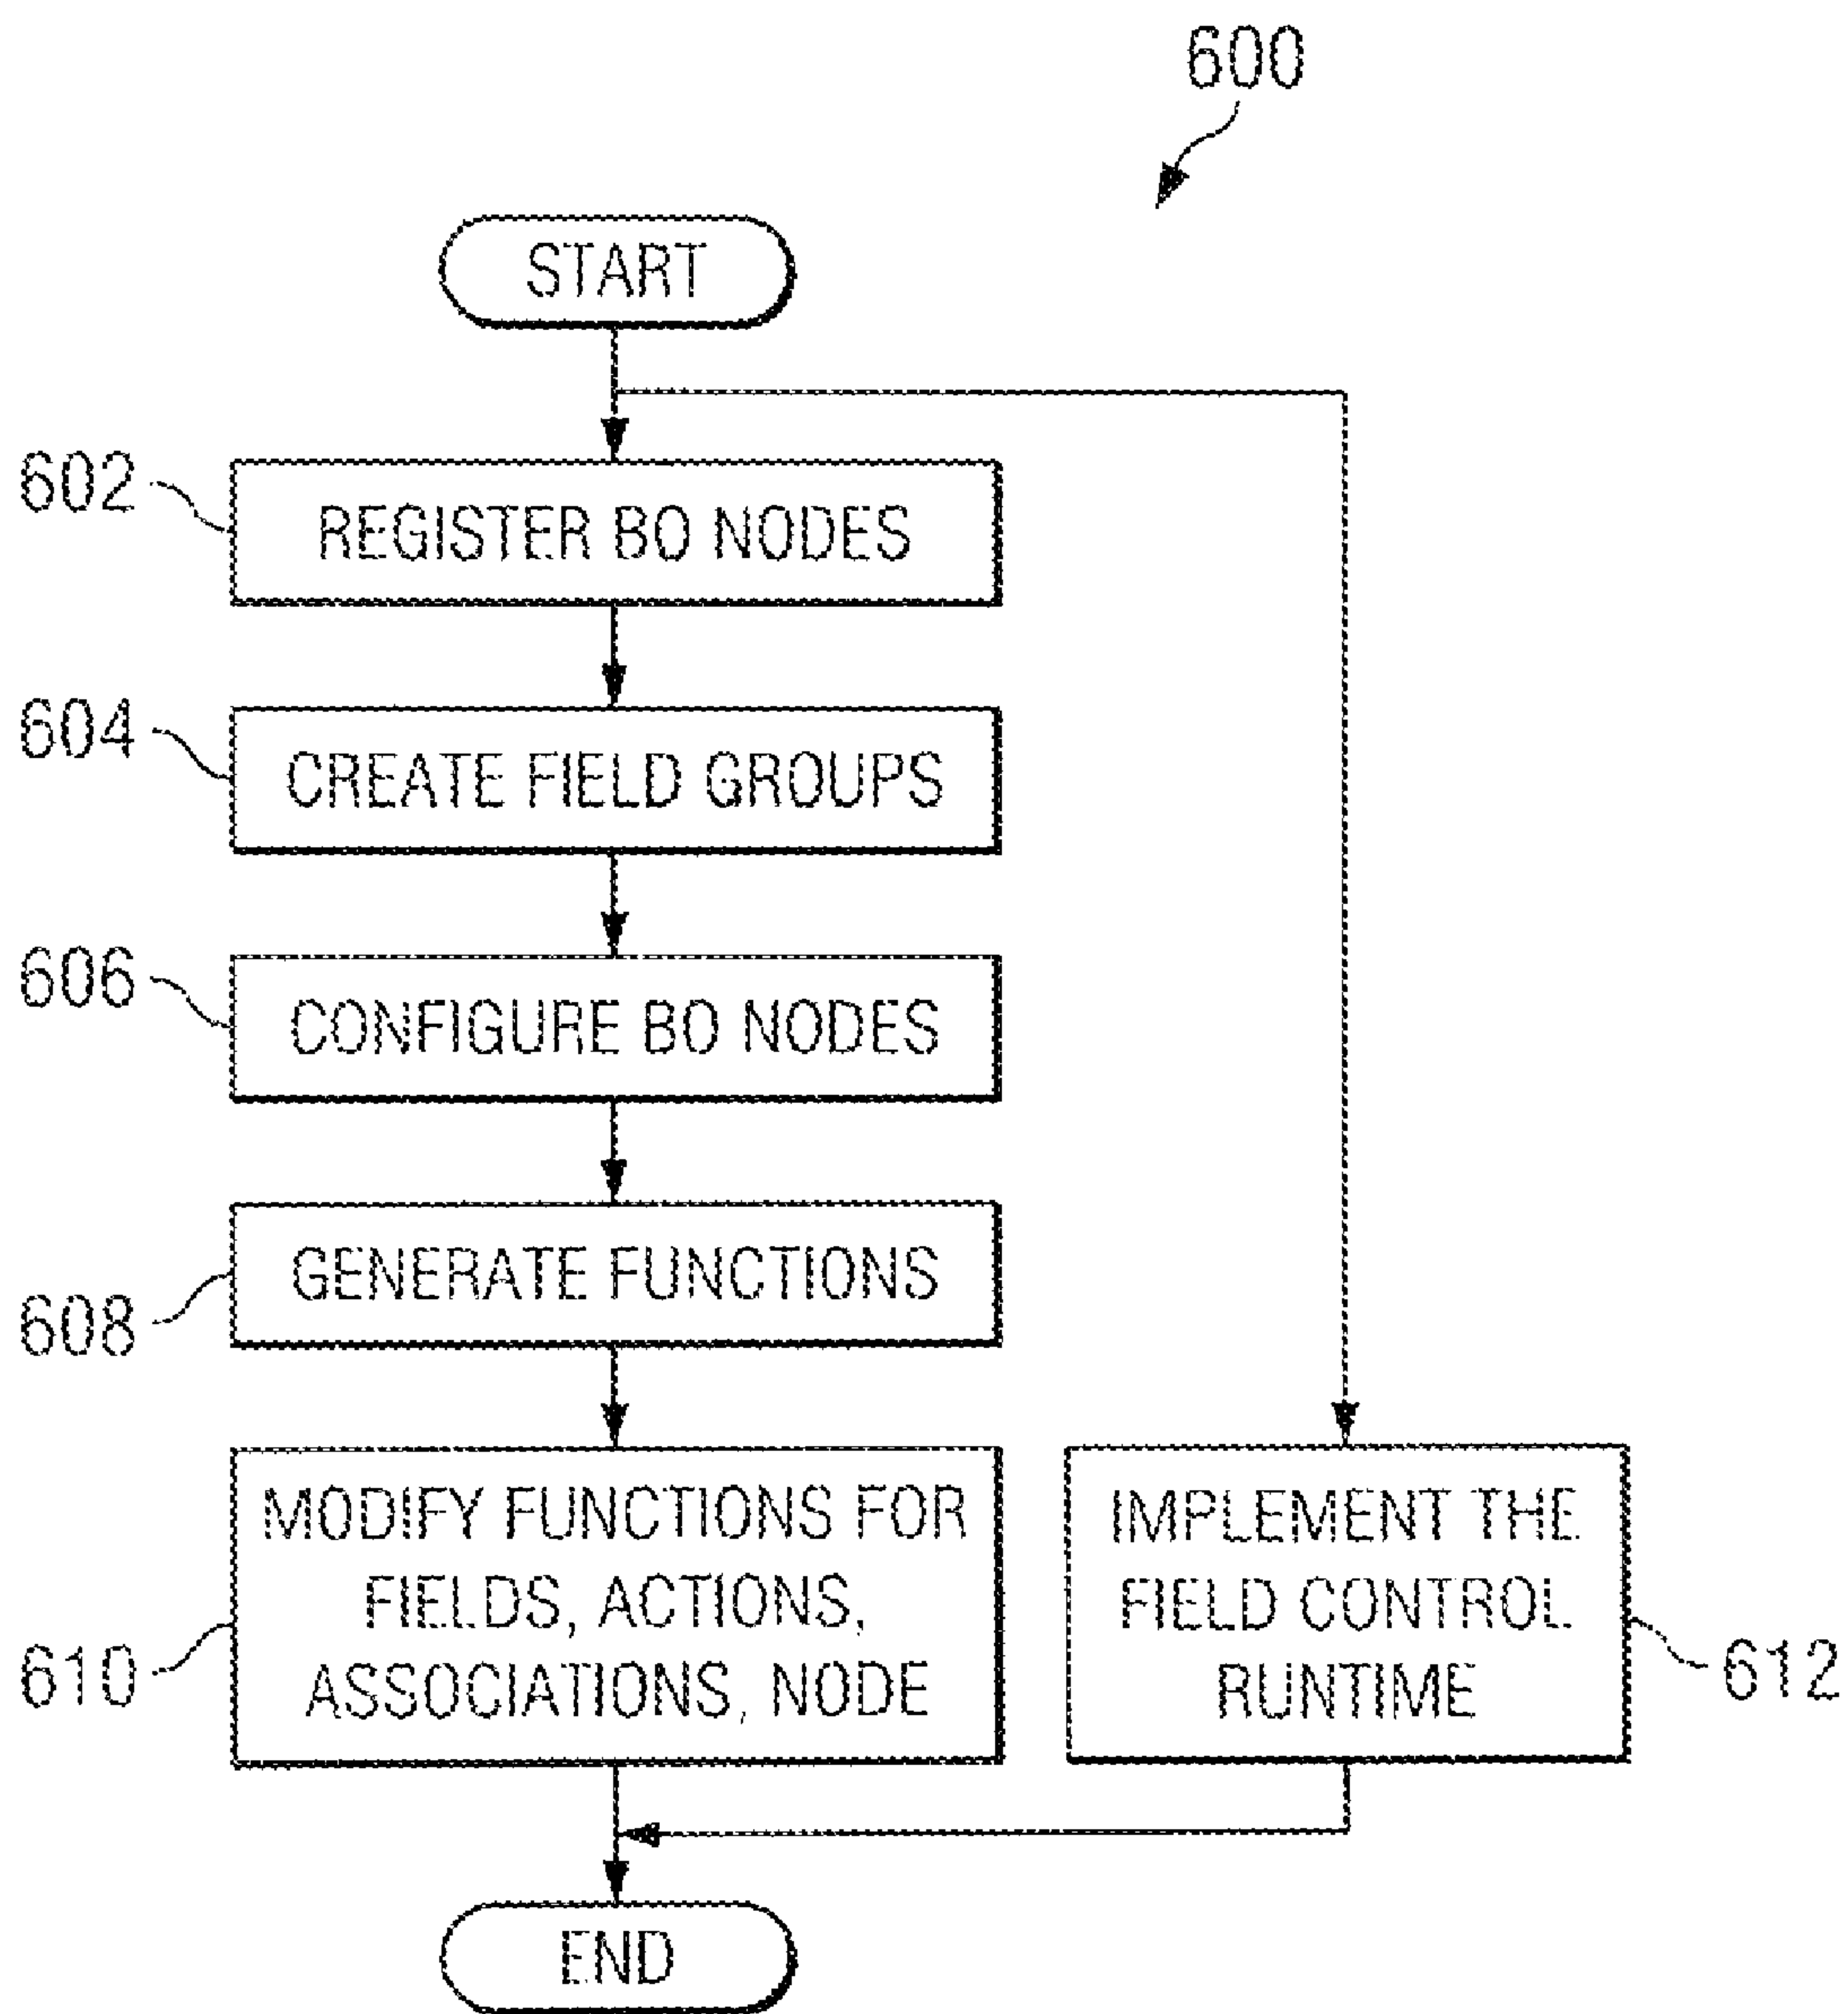 600
START
602
REGISTER BO NODES
604
CREATE FIELD GROUPS
606
CONFIGURE BO NODES
608
GENERATE FUNCTIONS
610
MODIFY FUNCTIONS FOR
FIELDS, ACTIONS,
ASSOCIATIONS, NODE
IMPLEMENT THE
FIELD CONTROL
RUNTIME
612
END